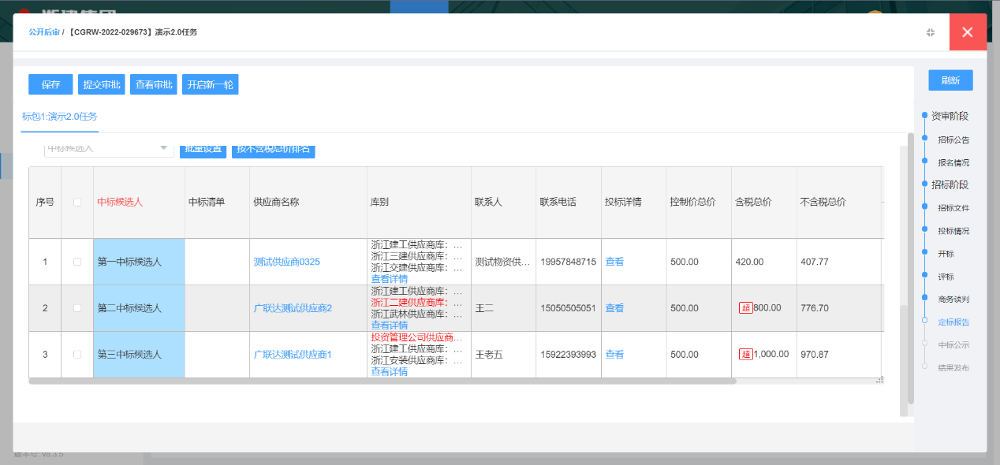 浙建集团
公开后审 / 【CGRW-2022-029673】演示2.0任务
保存 提交审批 查看审批 开启新一轮
刷新
标包1:演示2.0任务
中标候选人 批量设置 按不含税总价排名
序号 中标候选人 中标清单 供应商名称 库别 联系人 联系电话 投标详情 控制价总价 含税总价 不含税总价
1 第一中标候选人 测试供应商0325 浙江建工供应商库：... 测试物资供... 19957848715 查看 500.00 420.00 407.77
浙江三建供应商库：...
浙江交建供应商库：...
查看详情
2 第二中标候选人 广联达测试供应商2 浙江建工供应商库：... 王二 15050505051 查看 500.00 超 800.00 776.70
浙江二建供应商库：...
浙江武林供应商库：...
查看详情
3 第三中标候选人 广联达测试供应商1 投资管理公司供应商... 王老五 15922393993 查看 500.00 超 1,000.00 970.87
浙江建工供应商库：...
浙江安装供应商库：...
查看详情
资审阶段
招标公告
报名情况
招标阶段
招标文件
投标情况
开标
评标
商务谈判
定标报告
中标公示
结果发布
版本号: V6.3.5